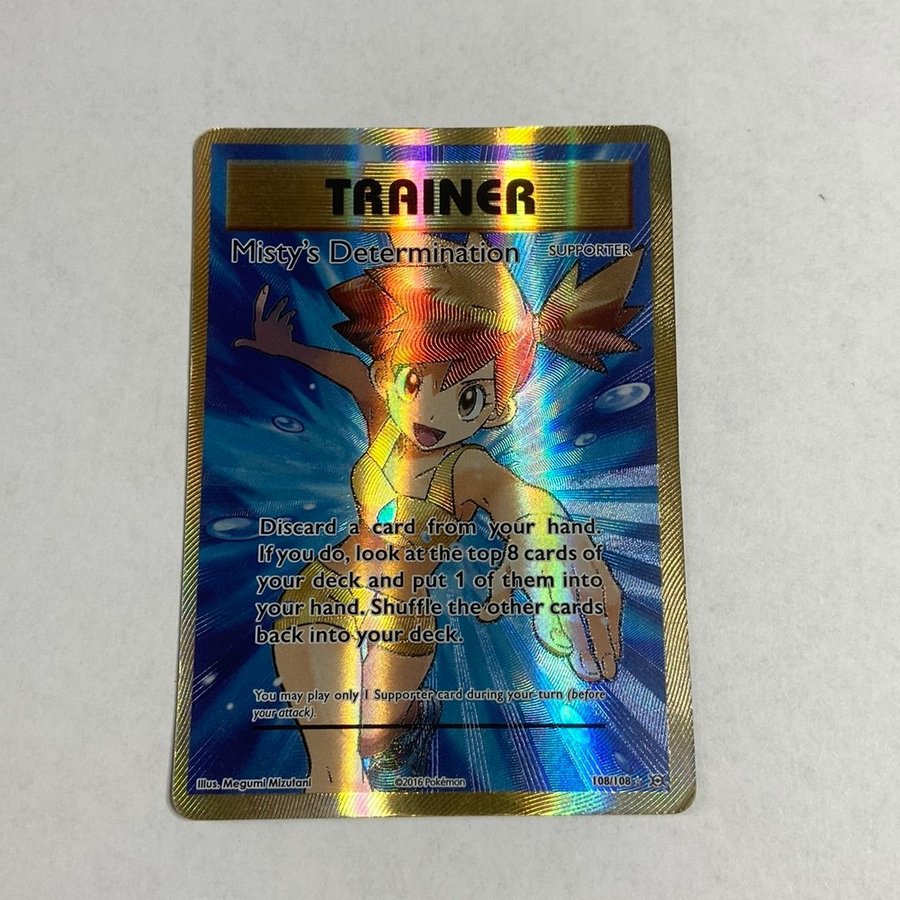 TRAINER
Misty's Determination SUPPORTER
Discard a card from your hand.
If you do, look at the top 8 cards of
your deck and put 1 of them into
your hand. Shuffle the other cards
back into your deck.
You may play only 1 Supporter card during your turn (before
your attack).
Illus. Megumi Mizutani ©2016 Pokémon 108/108